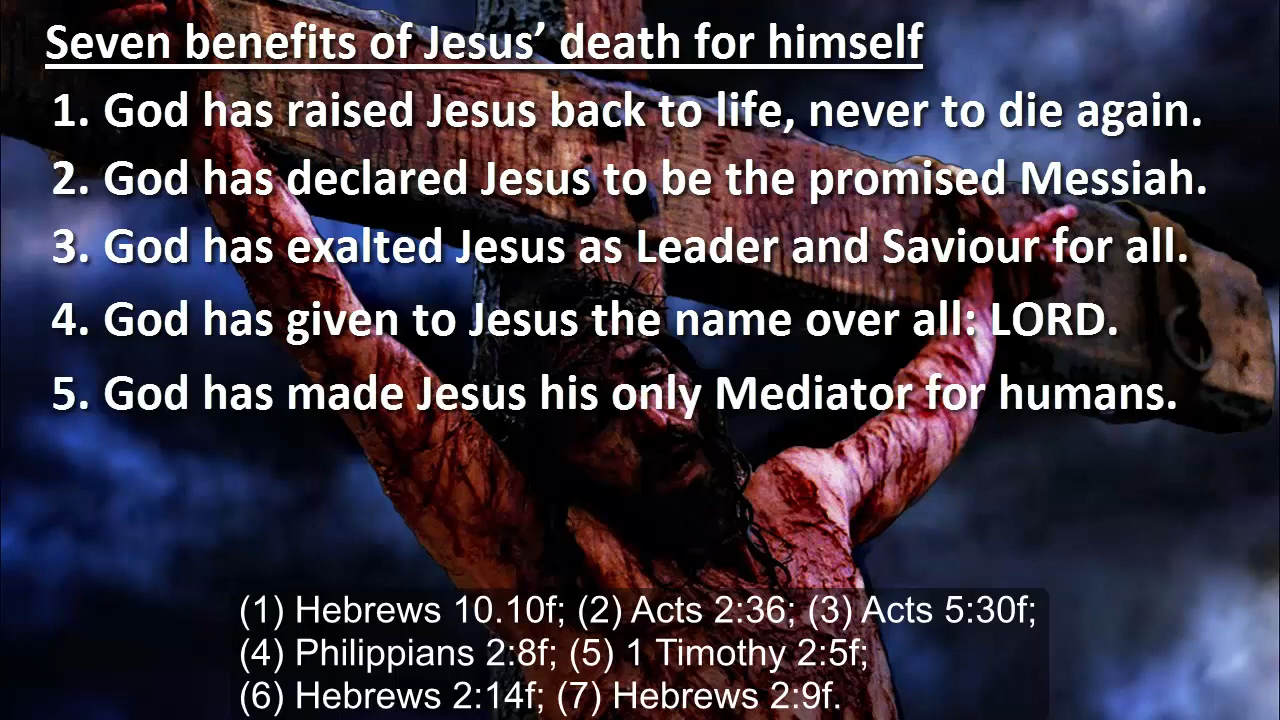 Seven benefits of Jesus’ death for himself
1. God has raised Jesus back to life, never to die again.
2. God has declared Jesus to be the promised Messiah.
3. God has exalted Jesus as Leader and Saviour for all.
4. God has given to Jesus the name over all: LORD.
5. God has made Jesus his only Mediator for humans.
(1) Hebrews 10.10f; (2) Acts 2:36; (3) Acts 5:30f;
(4) Philippians 2:8f; (5) 1 Timothy 2:5f;
(6) Hebrews 2:14f; (7) Hebrews 2:9f.